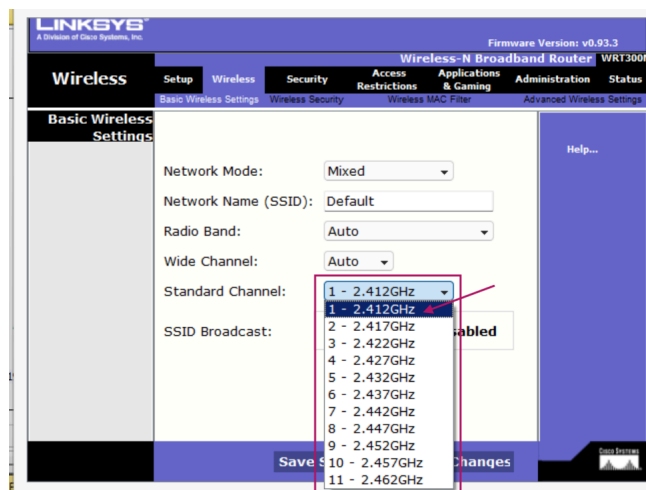 LINKSYS®
A Division of Cisco Systems, Inc.
Firmware Version: v0.93.3
Wireless-N Broadband Router WRT300N
Wireless
Setup Wireless Security Access Restrictions Applications & Gaming Administration Status
Basic Wireless Settings Wireless Security Wireless MAC Filter Advanced Wireless Settings
Basic Wireless
Settings
Help...
Network Mode: Mixed
Network Name (SSID): Default
Radio Band: Auto
Wide Channel: Auto
Standard Channel: 1 - 2.412GHz
1 - 2.412GHz
2 - 2.417GHz
SSID Broadcast: abled
3 - 2.422GHz
4 - 2.427GHz
5 - 2.432GHz
6 - 2.437GHz
7 - 2.442GHz
8 - 2.447GHz
9 - 2.452GHz
Save S Changes
10 - 2.457GHz
11 - 2.462GHz
Cisco Systems